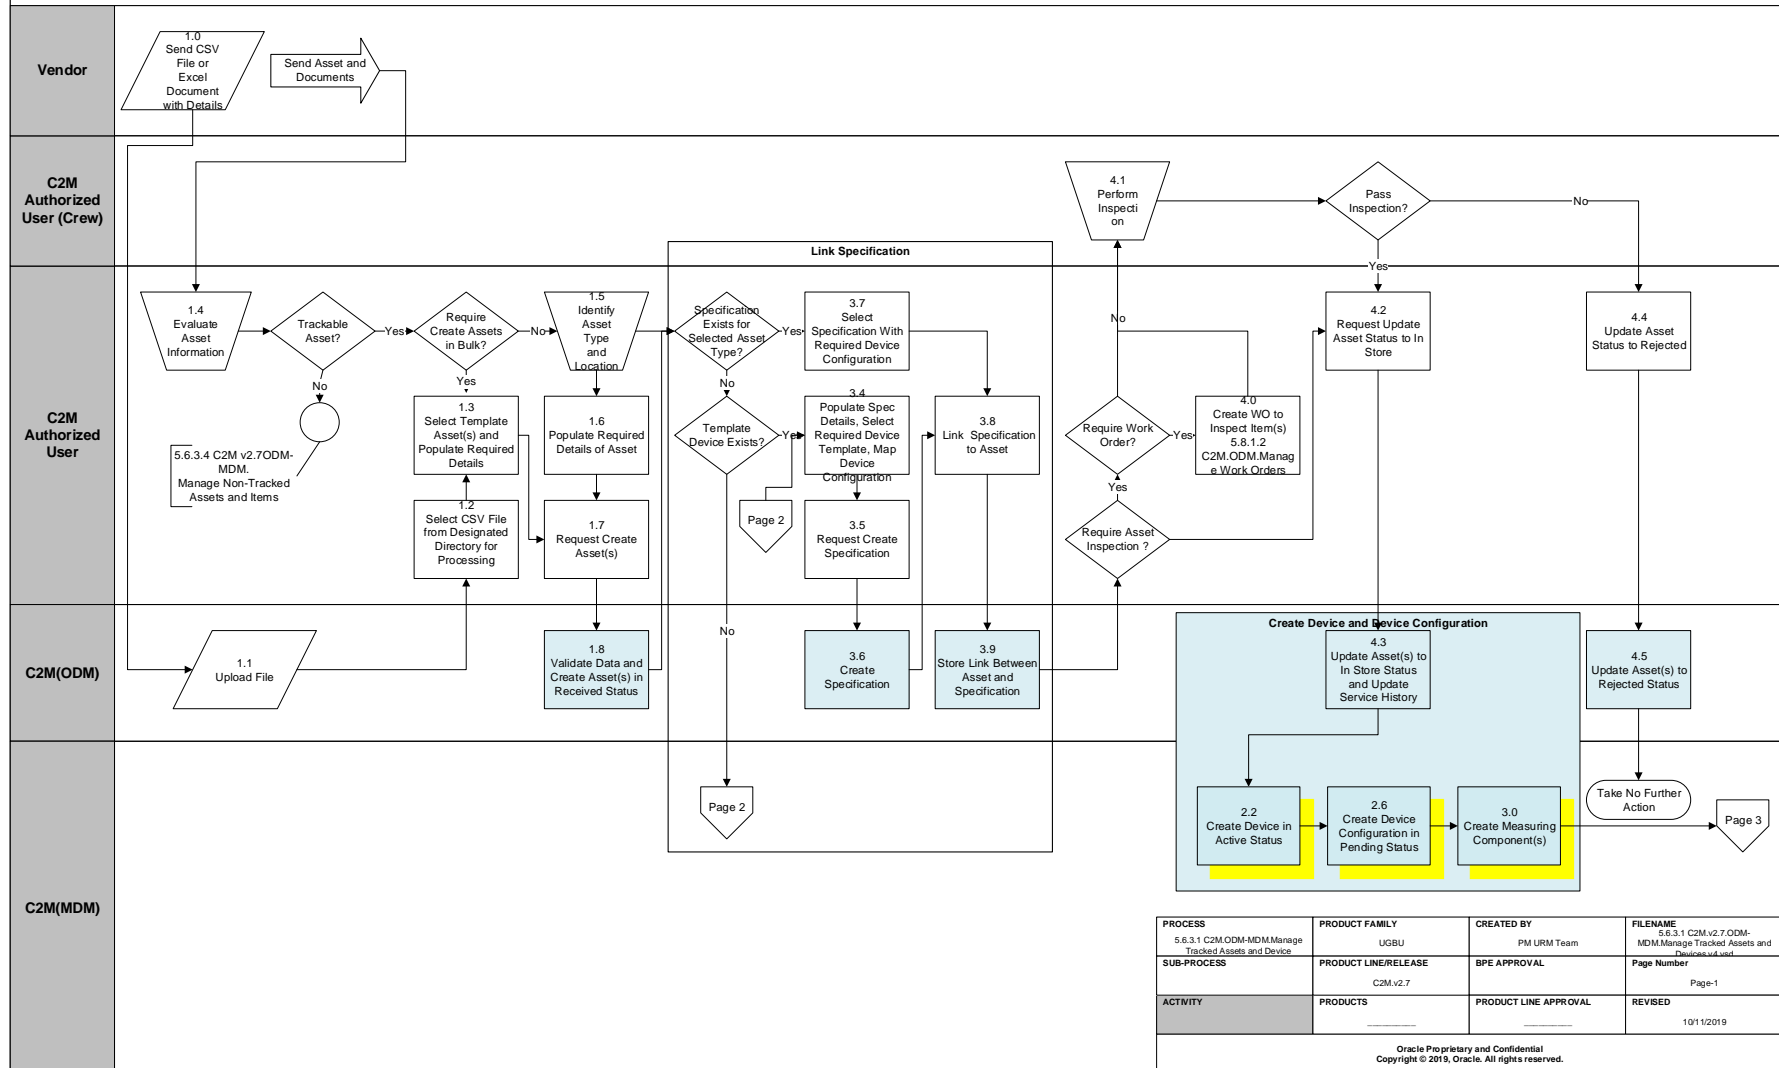 Vendor
1.0
Send CSV
File or
Excel
Document
with Details
Send Asset and
Documents
C2M
Authorized
User (Crew)
4.1
Perform
Inspecti
on
Pass
Inspection?
No
Yes
Link Specification
C2M
Authorized
User
1.4
Evaluate
Asset
Information
Trackable
Asset?
Yes
No
5.6.3.4 C2M v2.7ODM-
MDM.
Manage Non-Tracked
Assets and Items
Require
Create Assets
in Bulk?
No
Yes
1.3
Select Template
Asset(s) and
Populate Required
Details
1.2
Select CSV File
from Designated
Directory for
Processing
1.5
Identify
Asset
Type
and
Location
1.6
Populate Required
Details of Asset
1.7
Request Create
Asset(s)
Specification
Exists for
Selected Asset
Type?
Yes
No
Template
Device Exists?
Yes
No
Page 2
3.7
Select
Specification With
Required Device
Configuration
3.4
Populate Spec
Details, Select
Required Device
Template, Map
Device
Configuration
3.5
Request Create
Specification
3.8
Link  Specification
to Asset
No
Require Work
Order?
Yes
4.0
Create WO to
Inspect Item(s)
5.8.1.2
C2M.ODM.Manag
e Work Orders
Yes
Require Asset
Inspection ?
4.2
Request Update
Asset Status to In
Store
4.4
Update Asset
Status to Rejected
C2M(ODM)
1.1
Upload File
1.8
Validate Data and
Create Asset(s) in
Received Status
3.6
Create
Specification
3.9
Store Link Between
Asset and
Specification
Create Device and Device Configuration
4.3
Update Asset(s) to
In Store Status
and Update
Service History
4.5
Update Asset(s) to
Rejected Status
C2M(MDM)
Page 2
2.2
Create Device in
Active Status
2.6
Create Device
Configuration in
Pending Status
3.0
Create Measuring
Component(s)
Take No Further
Action
Page 3
PROCESS
5.6.3.1 C2M.ODM-MDM.Manage
Tracked Assets and Device
PRODUCT FAMILY
UGBU
CREATED BY
PM URM Team
FILENAME
5.6.3.1 C2M.v2.7.ODM-
MDM.Manage Tracked Assets and
Devices.v4.vsd
SUB-PROCESS
PRODUCT LINE/RELEASE
C2M.v2.7
BPE APPROVAL
Page Number
Page-1
ACTIVITY
PRODUCTS
PRODUCT LINE APPROVAL
REVISED
10/11/2019
Oracle Proprietary and Confidential
Copyright © 2019, Oracle. All rights reserved.